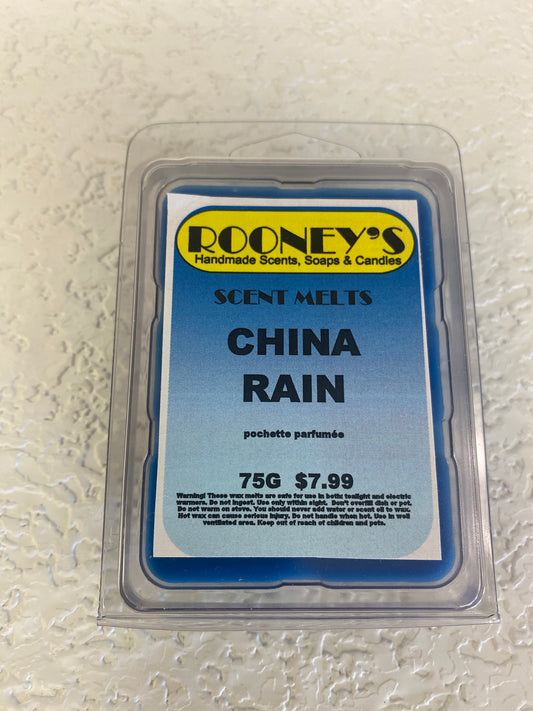 ROONEY'S
Handmade Scents, Soaps & Candles
SCENT MELTS
CHINA
RAIN
pochette parfumée
75G $7.99
Warning! These wax melts are safe for use in both tealight and electric
warmers. Do not ingest. Use only within sight. Don't overfill dish or pot.
Do not warm on stove. You should never add water or scent oil to wax.
Hot wax can cause serious injury. Do not handle when hot. Use in well
ventilated area. Keep out of reach of children and pets.